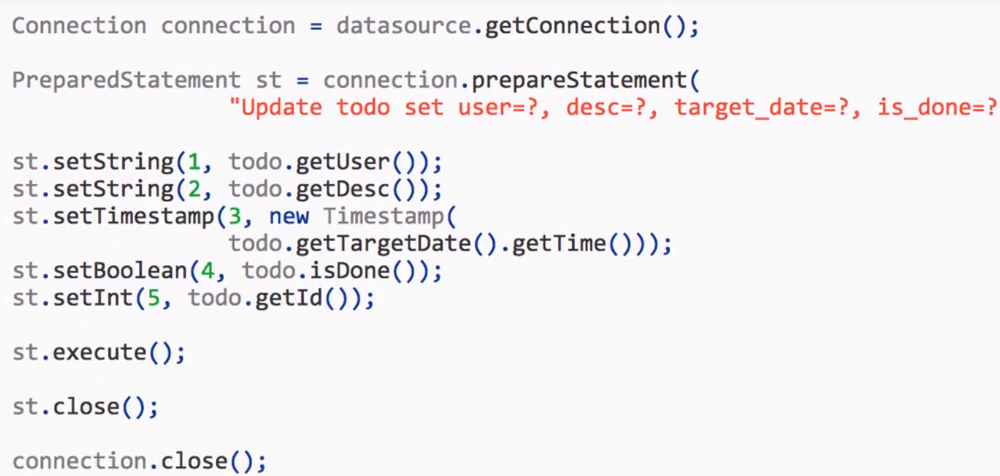 Connection connection = datasource.getConnection();
PreparedStatement st = connection.prepareStatement(
"Update todo set user=?, desc=?, target_date=?, is_done=?
st.setString(1, todo.getUser());
st.setString(2, todo.getDesc());
st.setTimestamp(3, new Timestamp(
todo.getTargetDate().getTime()));
st.setBoolean(4, todo.isDone());
st.setInt(5, todo.getId());
st.execute();
st.close();
connection.close();